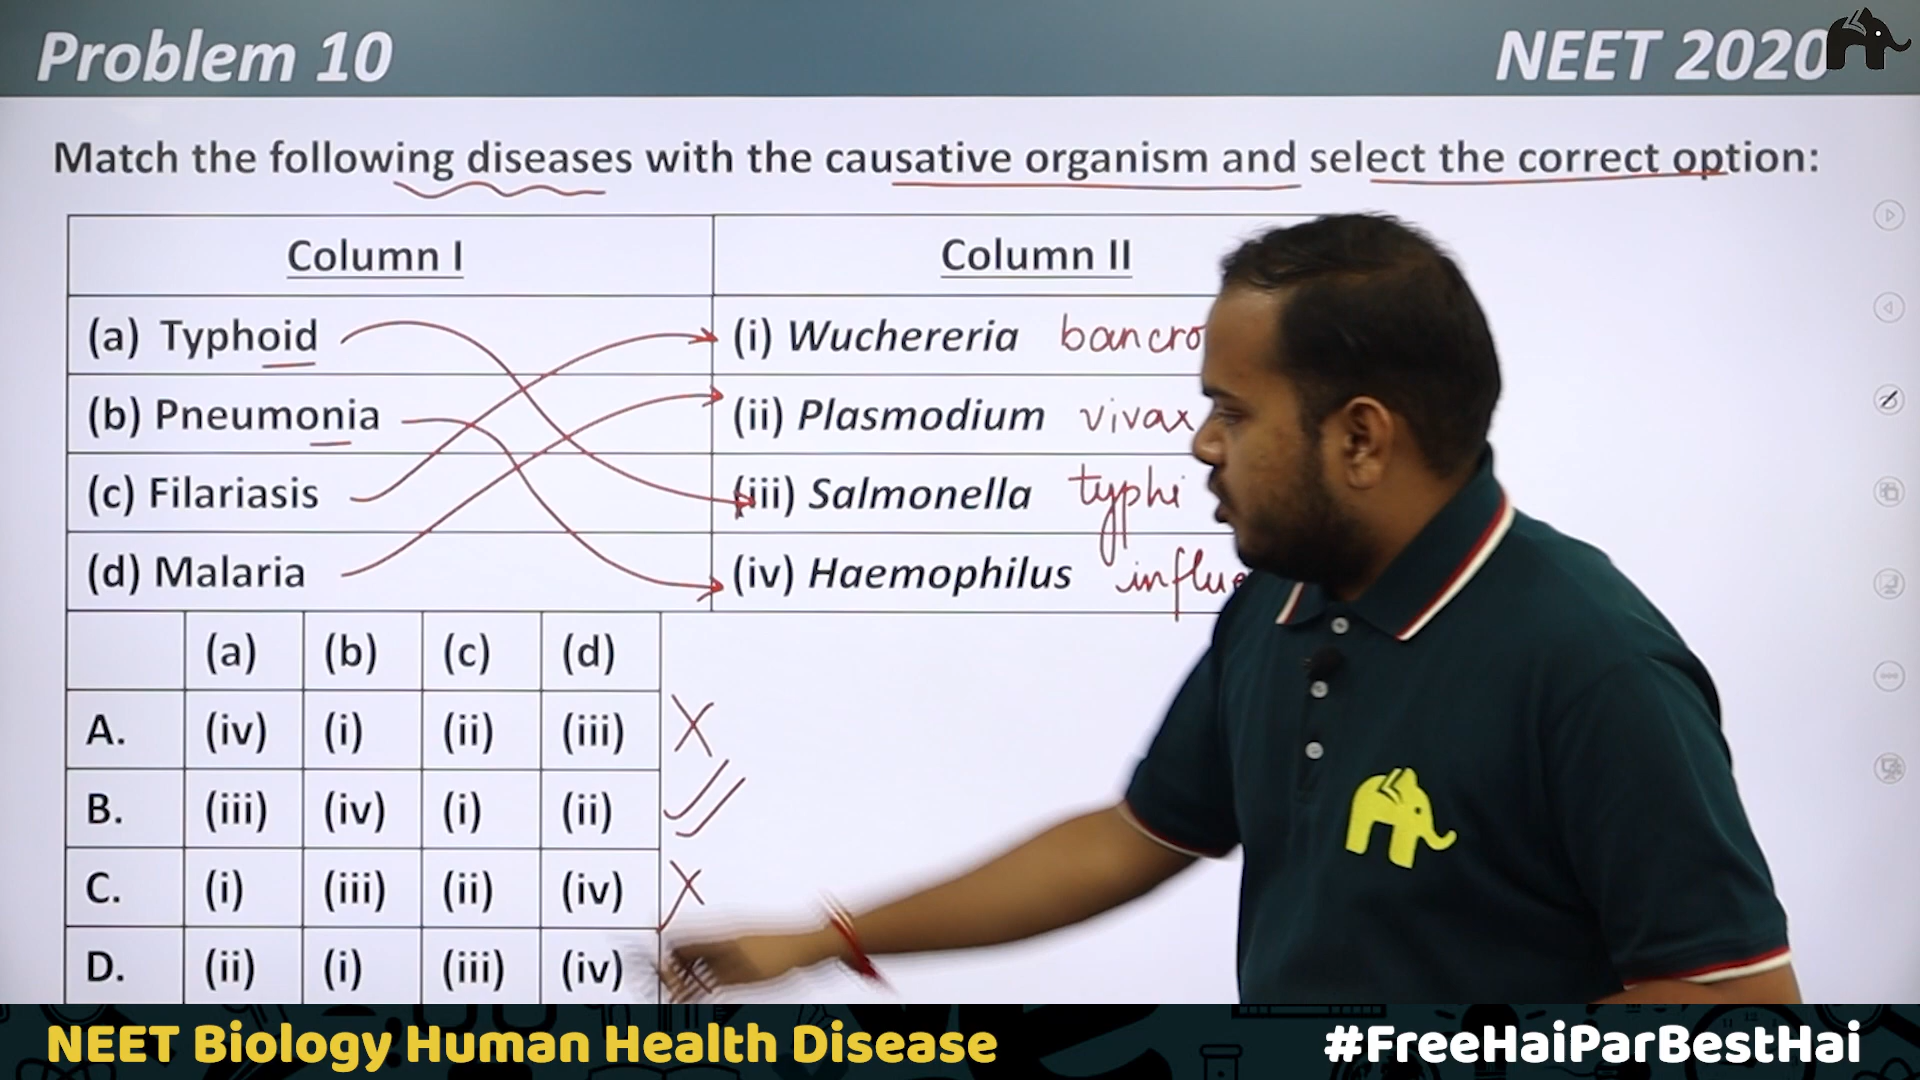 Problem 10
NEET 2020
Match the following diseases with the causative organism and select the correct option:
Column I Column II
(a) Typhoid (i) Wuchereria
(b) Pneumonia (ii) Plasmodium vivax
(c) Filariasis (iii) Salmonella typhi
(d) Malaria (iv) Haemophilus
(a) (b) (c) (d)
A. (iv) (i) (ii) (iii)
B. (iii) (iv) (i) (ii)
C. (i) (iii) (ii) (iv)
D. (ii) (i) (iii) (iv)
NEET Biology Human Health Disease
#FreeHaiParBestHai